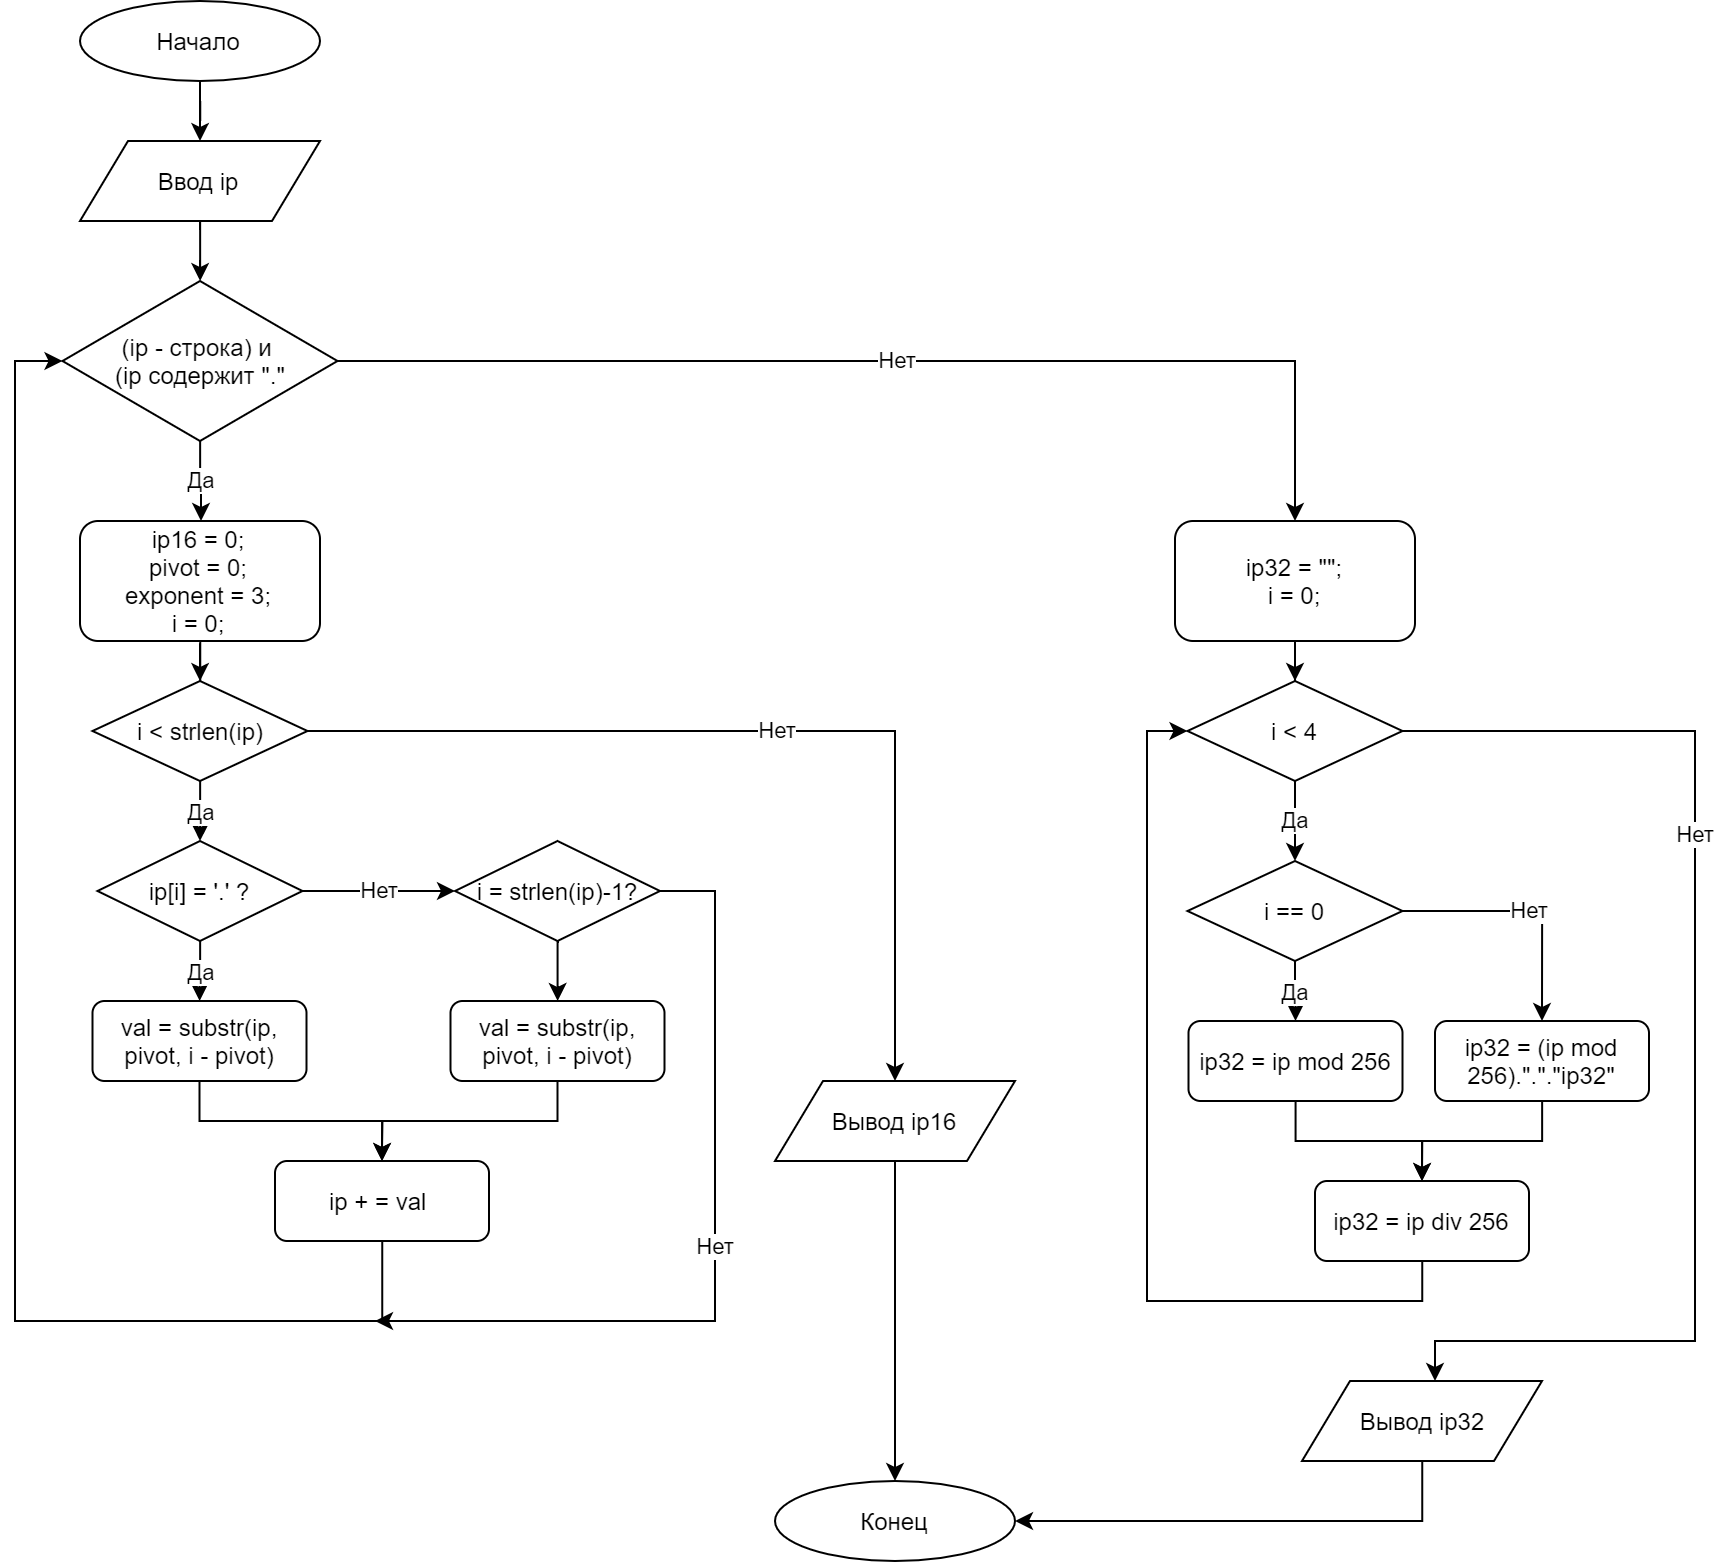 Начало
Ввод ip
(ip - строка) и
(ip содержит "."
Нет
Да
ip16 = 0;
pivot = 0;
exponent = 3;
i = 0;
ip32 = "";
i = 0;
i < strlen(ip)
Нет
i < 4
Да
Да
Нет
ip[i] = '.' ?
Нет
i = strlen(ip)-1?
i == 0
Нет
Да
Да
val = substr(ip,
pivot, i - pivot)
val = substr(ip,
pivot, i - pivot)
ip32 = ip mod 256
ip32 = (ip mod
256).".".“ip32"
Вывод ip16
ip + = val
ip32 = ip div 256
Нет
Вывод ip32
Конец